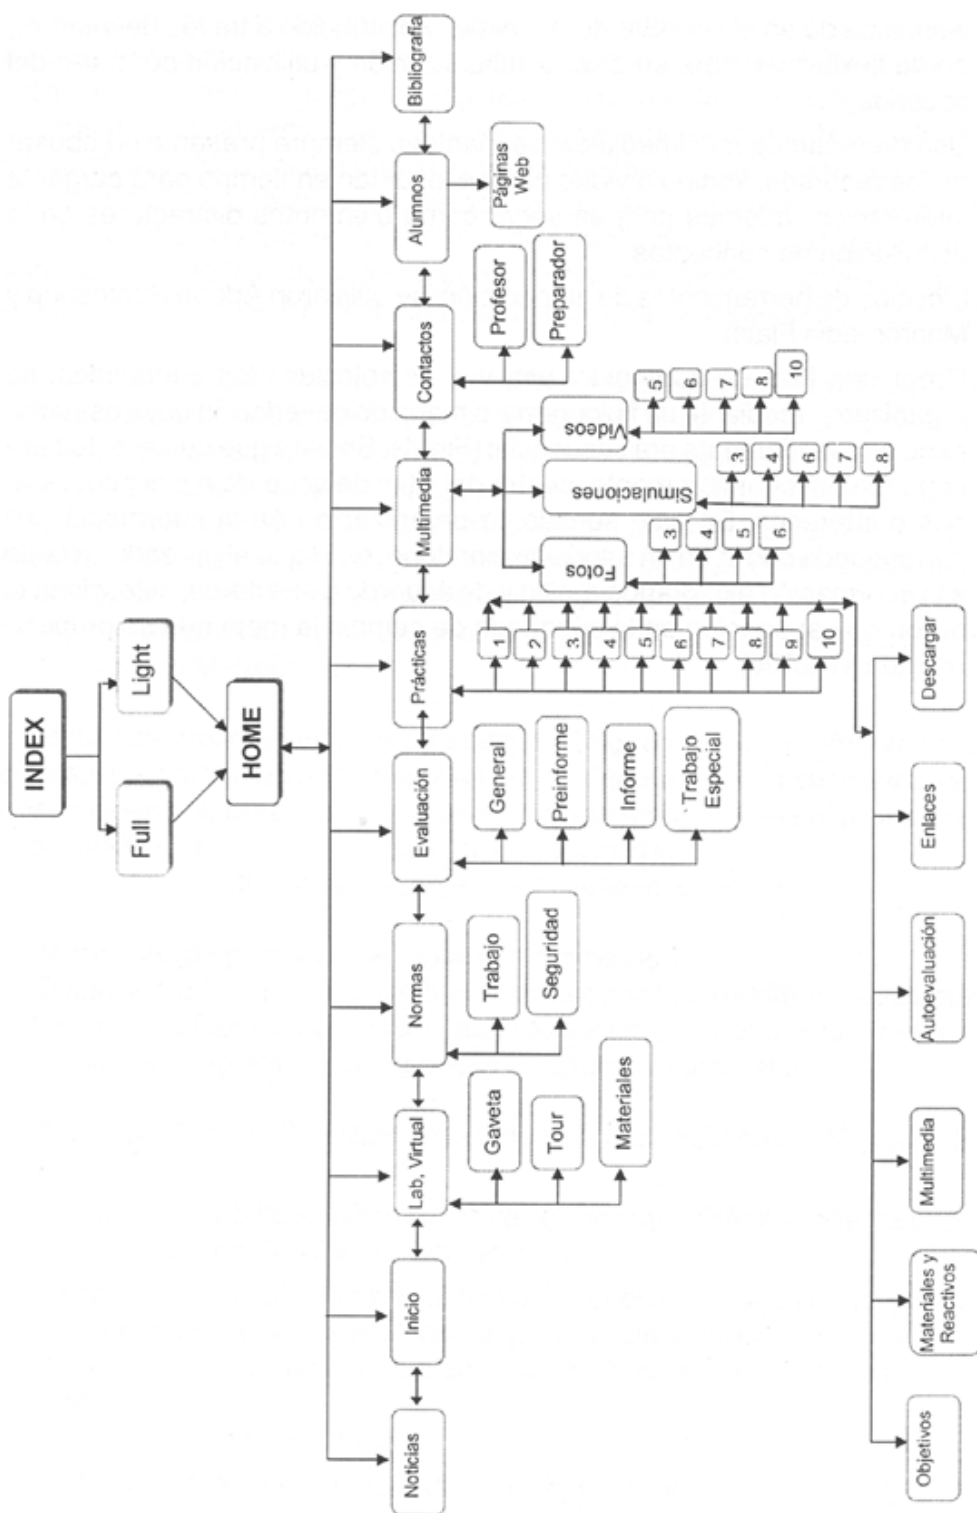 INDEX
Full
Light
HOME
Noticias
Inicio
Lab, Virtual
Normas
Evaluación
Prácticas
Multimedia
Contactos
Alumnos
Bibliografía
Gaveta
Tour
Materiales
Trabajo
Seguridad
General
Preinforme
Informe
Trabajo
Especial
1
2
3
4
5
6
7
8
9
10
Fotos
3
4
5
6
Simulaciones
3
4
6
7
8
Videos
5
6
7
8
10
Profesor
Preparador
Páginas
Web
Objetivos
Materiales y
Reactivos
Multimedia
Autoevaluación
Enlaces
Descargar